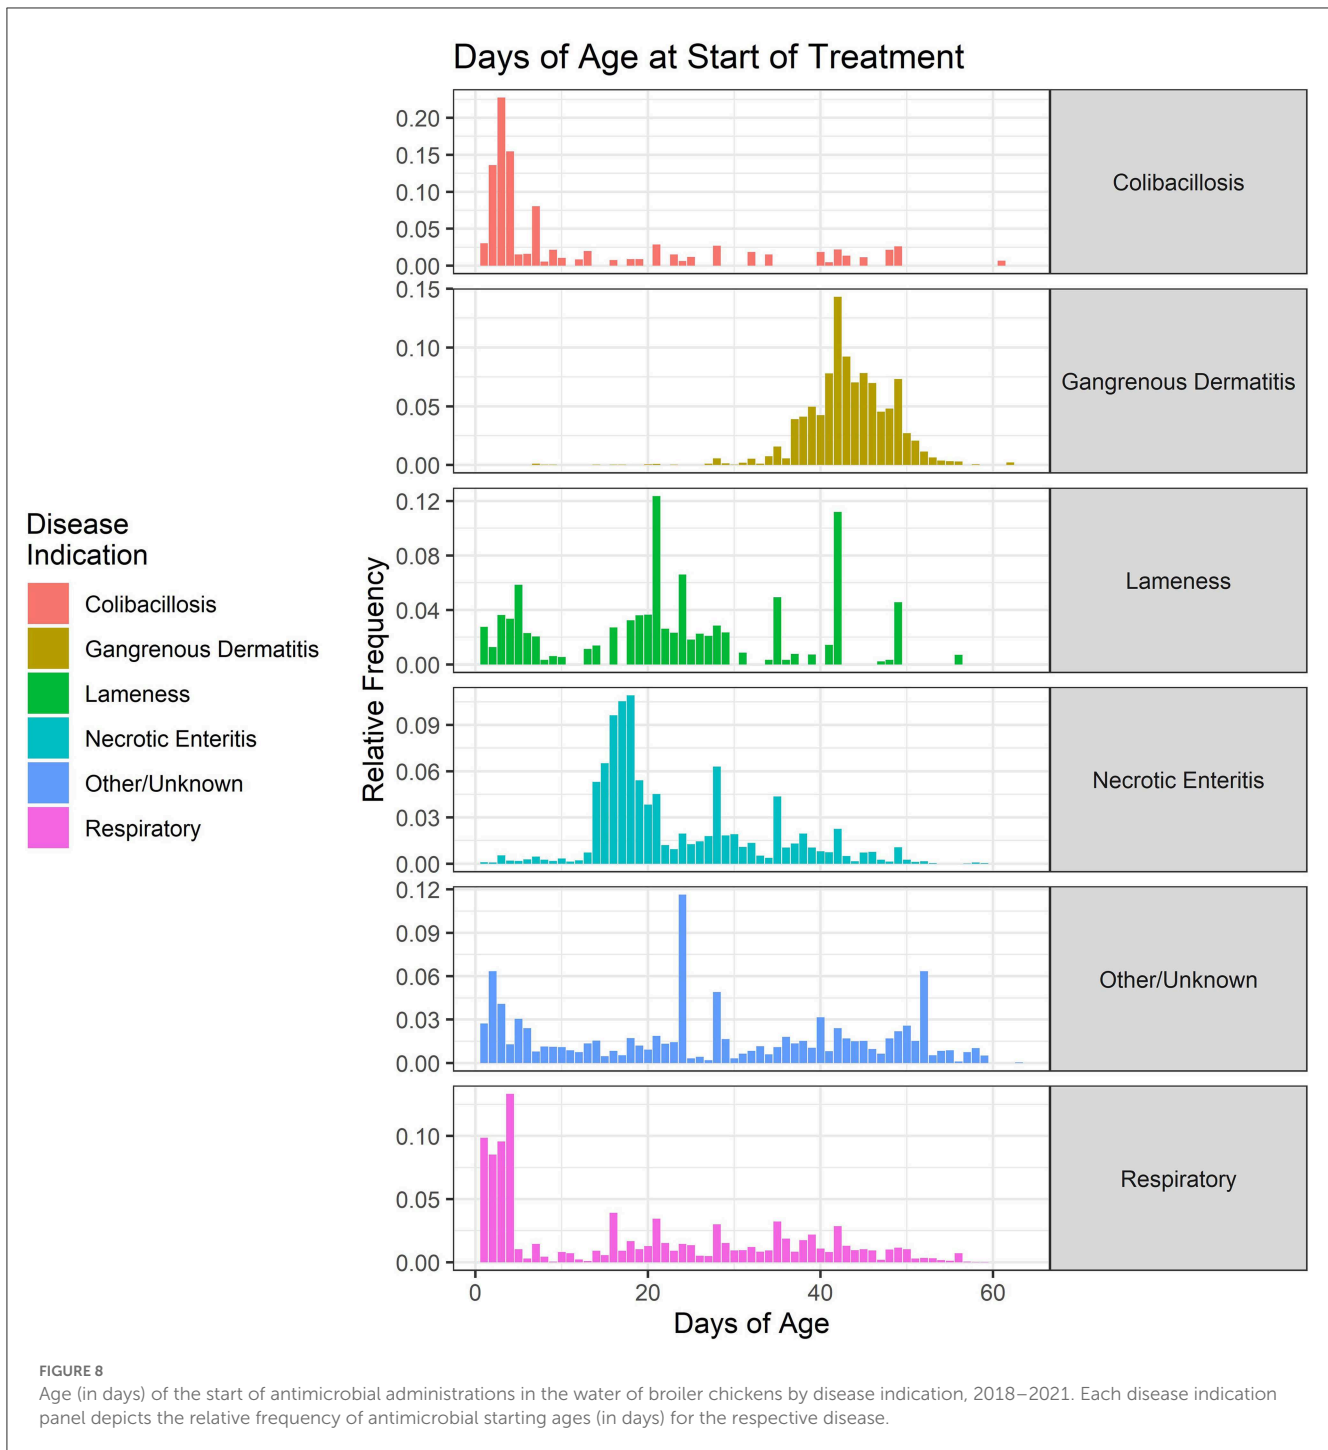 Days of Age at Start of Treatment
0.20
0.15
0.10
0.05
0.00
Colibacillosis
0.15
0.10
0.05
0.00
Gangrenous Dermatitis
0.12
0.08
0.04
0.00
Lameness
0.09
0.06
0.03
0.00
Necrotic Enteritis
0.12
0.09
0.06
0.03
0.00
Other/Unknown
0.10
0.05
0.00
Respiratory
0 20 40 60
Days of Age
Relative Frequency
Disease
Indication
Colibacillosis
Gangrenous Dermatitis
Lameness
Necrotic Enteritis
Other/Unknown
Respiratory
FIGURE 8
Age (in days) of the start of antimicrobial administrations in the water of broiler chickens by disease indication, 2018–2021. Each disease indication
panel depicts the relative frequency of antimicrobial starting ages (in days) for the respective disease.